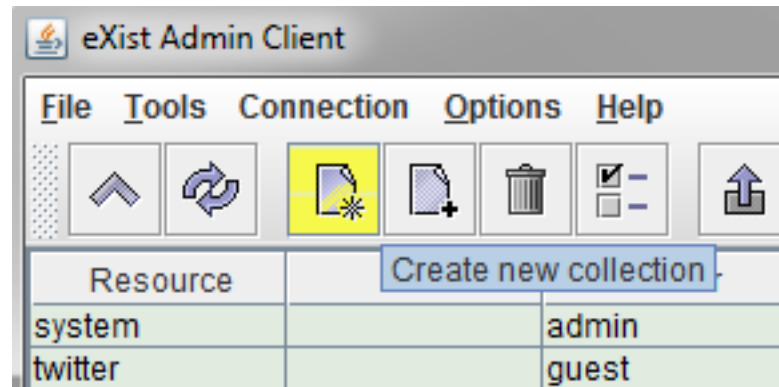 eXist Admin Client
File Tools Connection Options Help
Create new collection
Resource
system admin
twitter guest